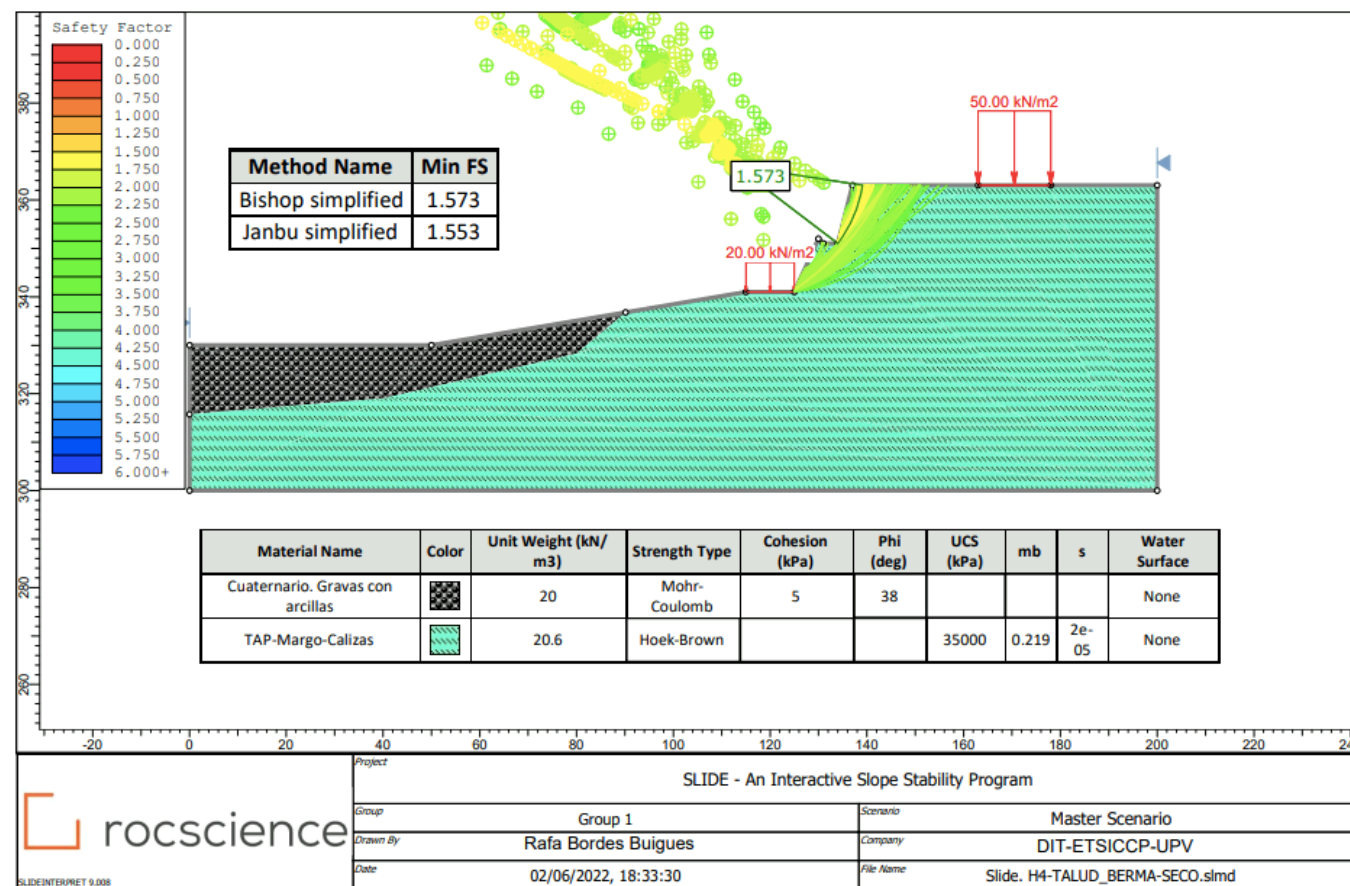 Safety Factor
0.000
0.250
0.500
0.750
1.000
1.250
1.500
1.750
2.000
2.250
2.500
2.750
3.000
3.250
3.500
3.750
4.000
4.250
4.500
4.750
5.000
5.250
5.500
5.750
6.000+
380
360
340
320
300
280
260
Method Name Min FS
Bishop simplified 1.573
Janbu simplified 1.553
1.573
50.00 kN/m2
20.00 kN/m2
Material Name Color Unit Weight (kN/m3) Strength Type Cohesion (kPa) Phi (deg) UCS (kPa) mb s Water Surface
Cuaternario. Gravas con arcillas 20 Mohr-Coulomb 5 38 None
TAP-Margo-Calizas 20.6 Hoek-Brown 35000 0.219 2e-05 None
-20 0 20 40 60 80 100 120 140 160 180 200 220 24
rocscience
SLIDEINTERPRET 9.008
Project
SLIDE - An Interactive Slope Stability Program
Group Group 1 Scenario Master Scenario
Drawn By Rafa Bordes Buigues Company DIT-ETSICCP-UPV
Date 02/06/2022, 18:33:30 File Name Slide. H4-TALUD_BERMA-SECO.slmd